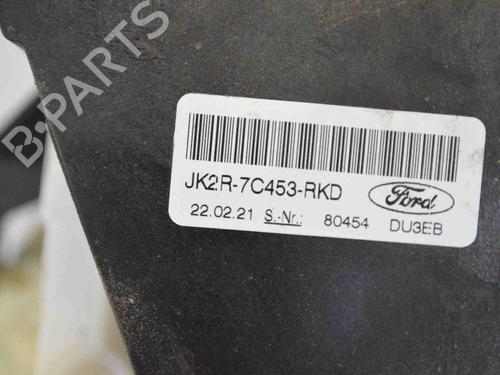 B-PARTS
JK2R-7C453-RKD
Ford
22.02.21 S.-Nr.: 80454 DU3EB